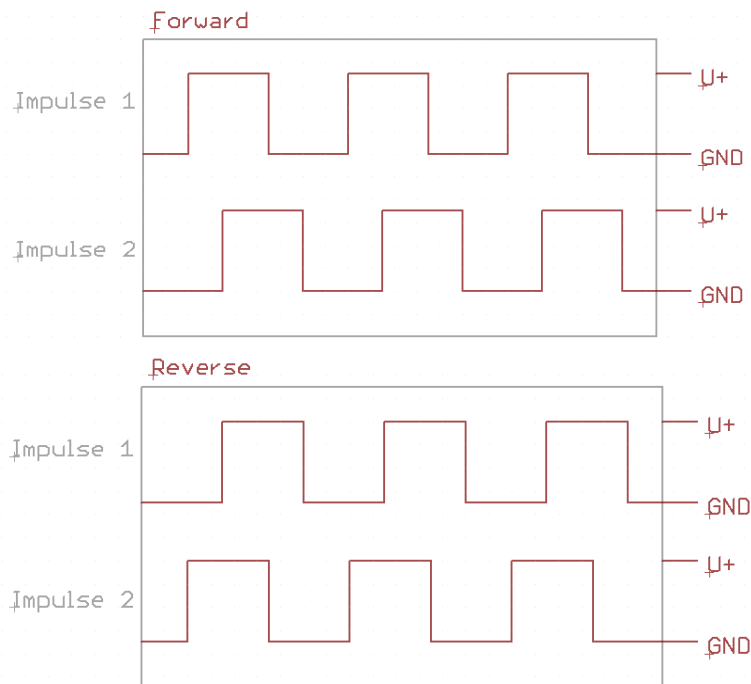 Forward
Impulse 1
U+
GND
Impulse 2
U+
GND
Reverse
Impulse 1
U+
GND
Impulse 2
U+
GND